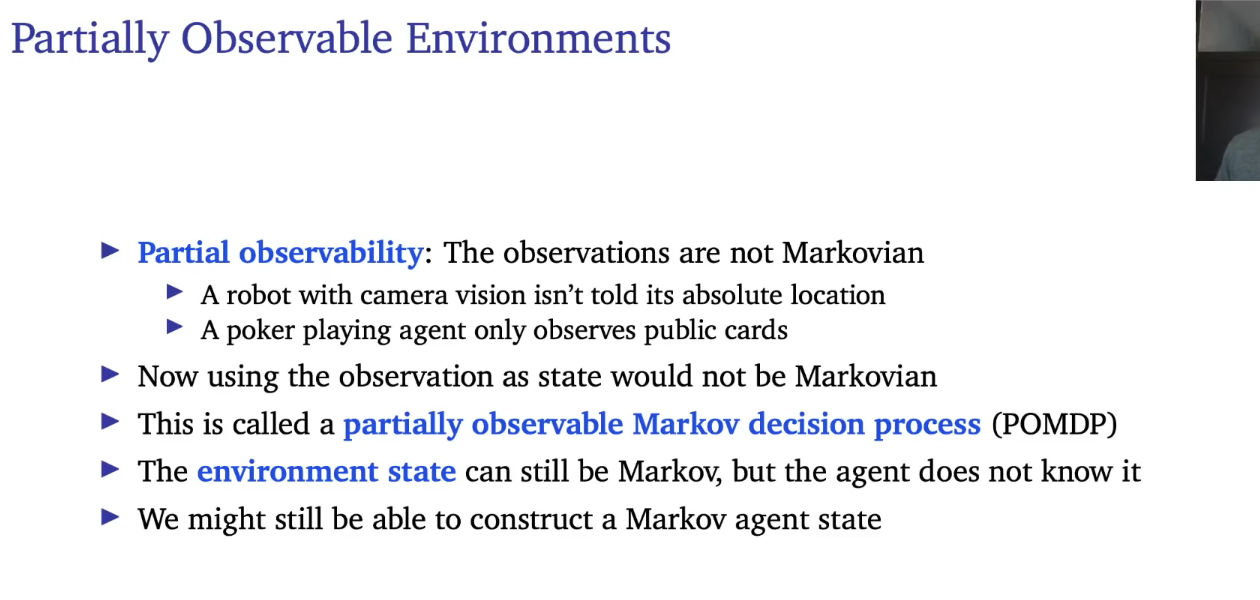 Partially Observable Environments
Partial observability: The observations are not Markovian
A robot with camera vision isn't told its absolute location
A poker playing agent only observes public cards
Now using the observation as state would not be Markovian
This is called a partially observable Markov decision process (POMDP)
The environment state can still be Markov, but the agent does not know it
We might still be able to construct a Markov agent state